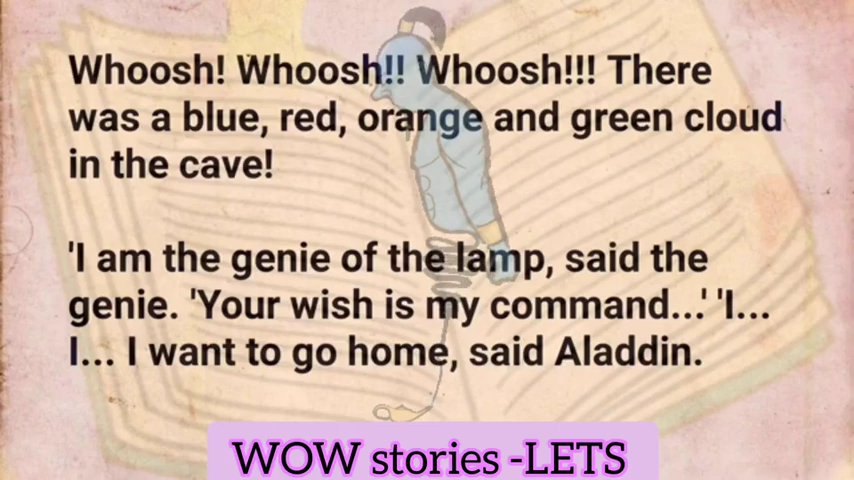 Whoosh! Whoosh!! Whoosh!!! There
was a blue, red, orange and green cloud
in the cave!
'I am the genie of the lamp, said the
genie. 'Your wish is my command...' 'I...
I... I want to go home, said Aladdin.
WOW stories -LETS